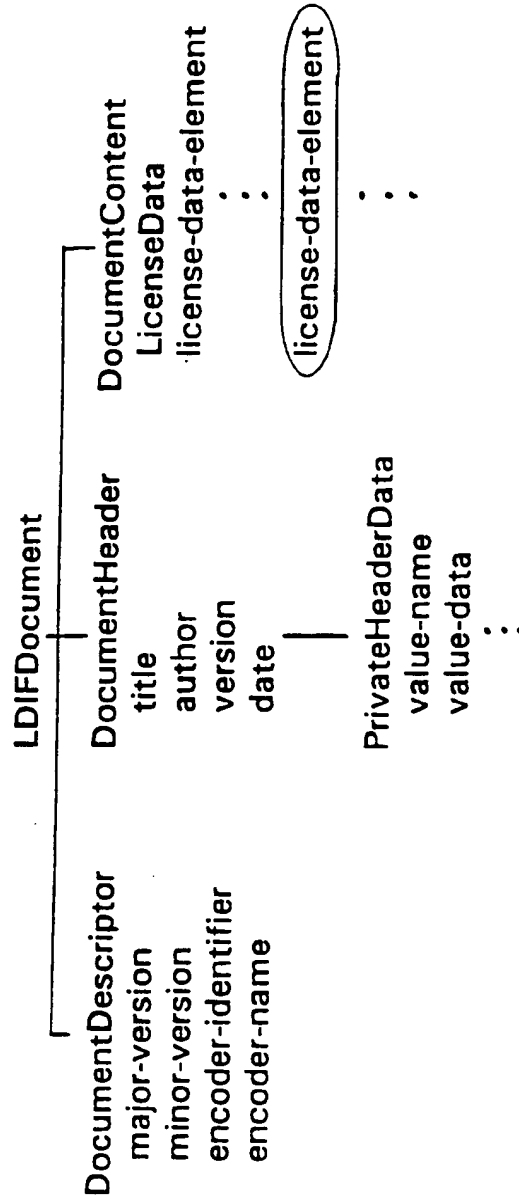 LDIFDocument
DocumentDescriptor
major-version
minor-version
encoder-identifier
encoder-name
DocumentHeader
title
author
version
date
PrivateHeaderData
value-name
value-data
DocumentContent
LicenseData
license-data-element
license-data-element